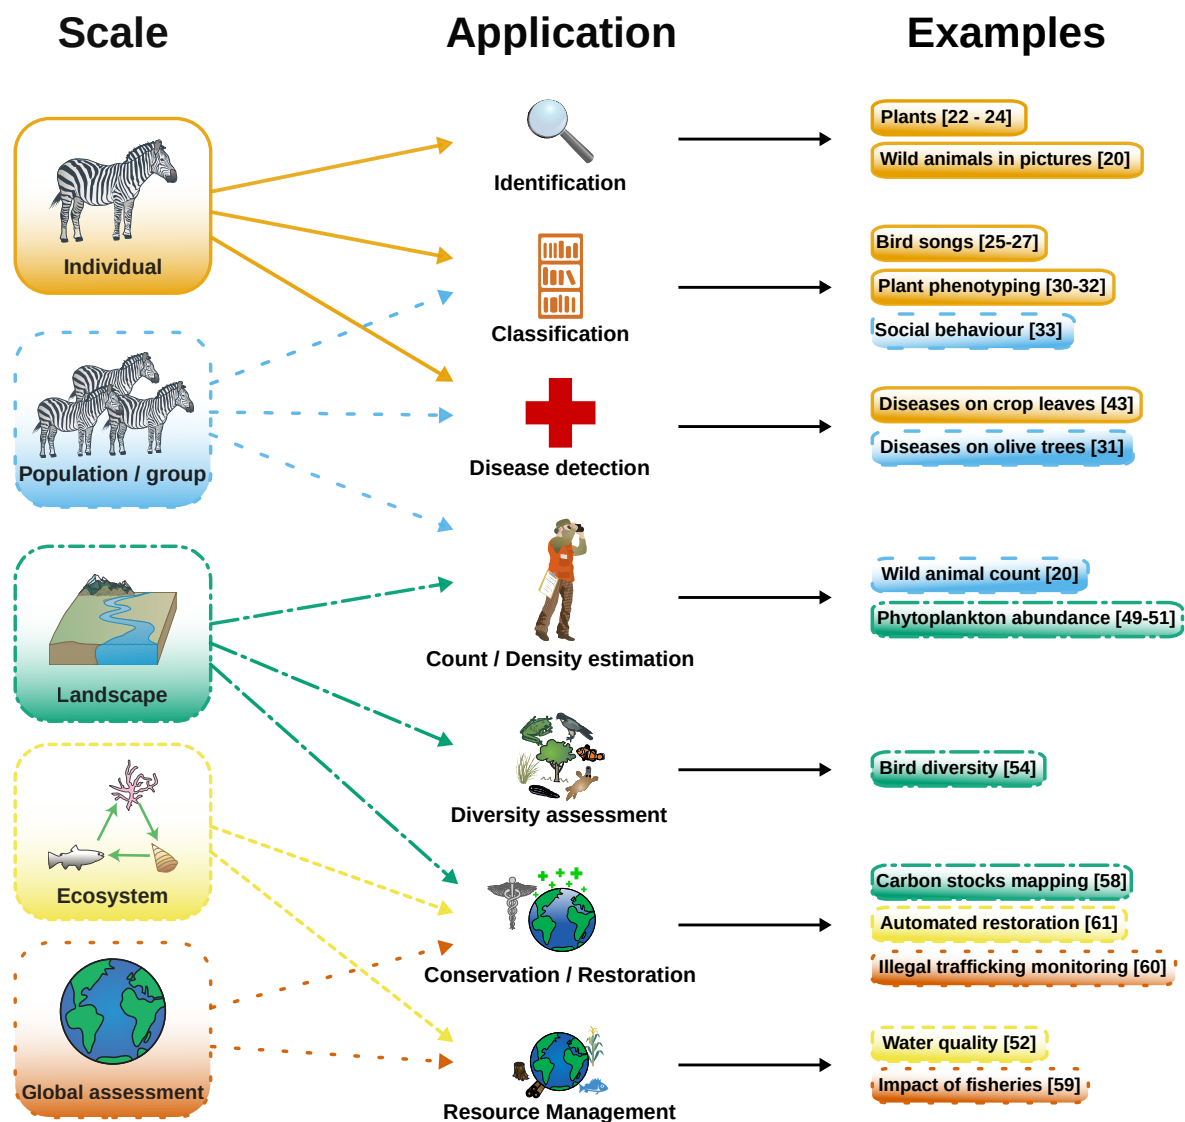 Scale
Application
Examples
Individual
Population / group
Landscape
Ecosystem
Global assessment
Identification
Classification
Disease detection
Count / Density estimation
Diversity assessment
Conservation / Restoration
Resource Management
Plants [22 - 24]
Wild animals in pictures [20]
Bird songs [25-27]
Plant phenotyping [30-32]
Social behaviour [33]
Diseases on crop leaves [43]
Diseases on olive trees [31]
Wild animal count [20]
Phytoplankton abundance [49-51]
Bird diversity [54]
Carbon stocks mapping [58]
Automated restoration [61]
Illegal trafficking monitoring [60]
Water quality [52]
Impact of fisheries [59]